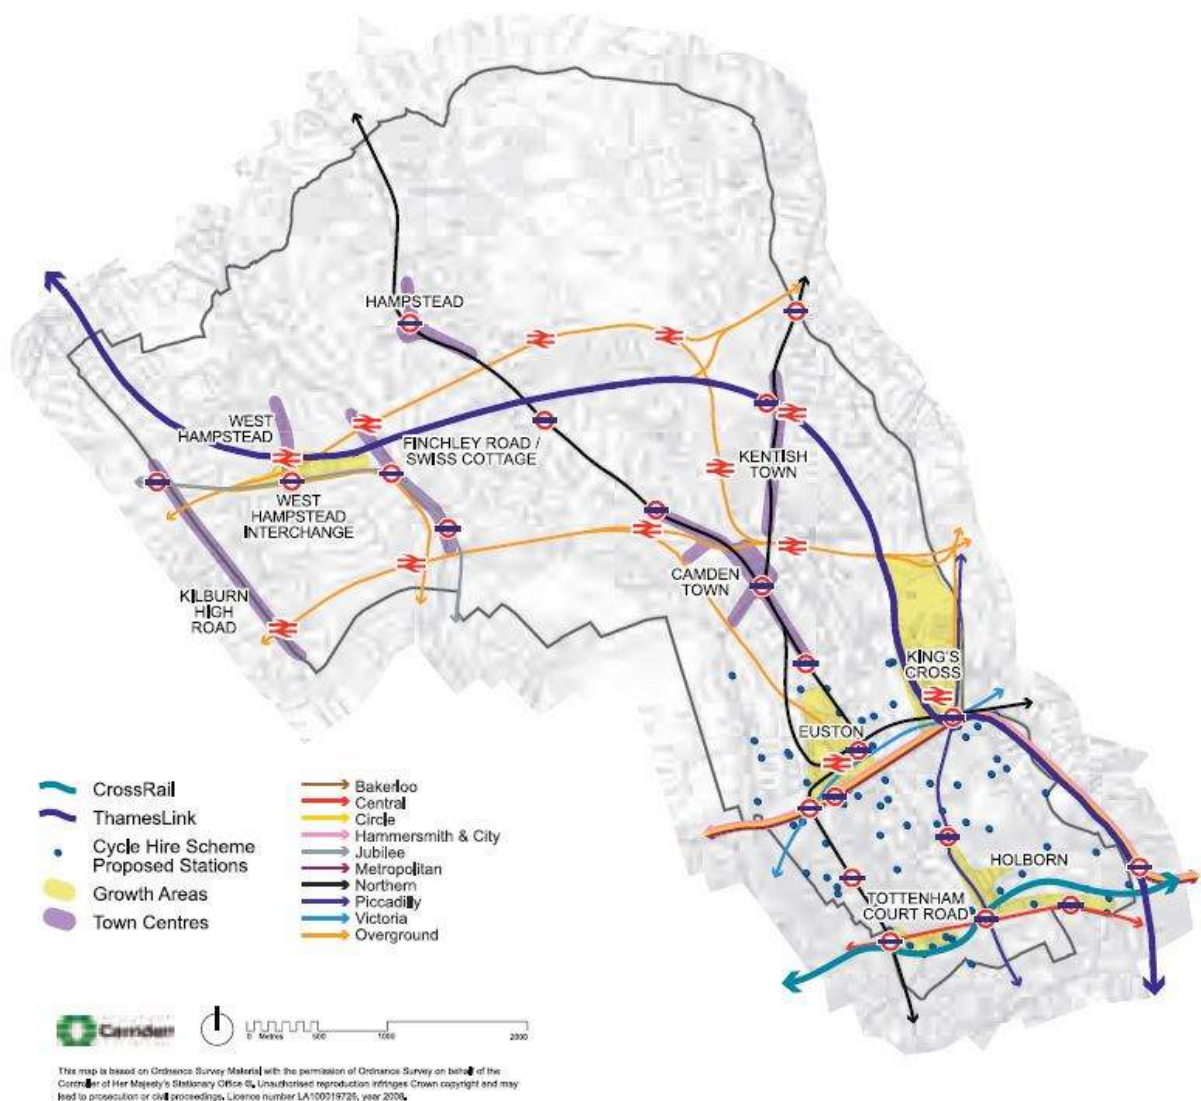 HAMPSTEAD
WEST
HAMPSTEAD
FINCHLEY ROAD /
SWISS COTTAGE
KENTISH
TOWN
WEST
HAMPSTEAD
INTERCHANGE
CAMDEN
TOWN
KILBURN
HIGH
ROAD
KING'S
CROSS
EUSTON
HOLBORN
TOTTENHAM
COURT ROAD
CrossRail
ThamesLink
Cycle Hire Scheme
Proposed Stations
Growth Areas
Town Centres
Bakerloo
Central
Circle
Hammersmith & City
Jubilee
Metropolitan
Northern
Piccadilly
Victoria
Overground
Camden
0 Metres 500 1000 2000
This map is based on Ordnance Survey Material with the permission of Ordnance Survey on behalf of the
Controller of Her Majesty's Stationary Office ©, Unauthorised reproduction infringes Crown copyright and may
lead to prosecution or civil proceedings, Licence number LA100019726, year 2008,